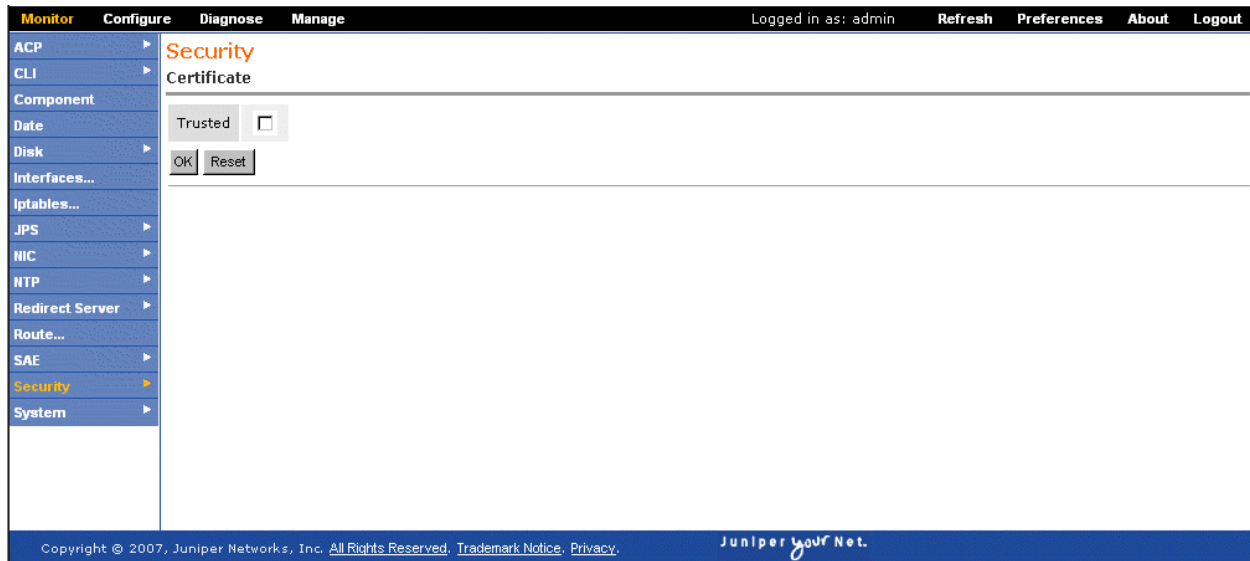 Monitor Configure Diagnose Manage Logged in as: admin Refresh Preferences About Logout
ACP
CLI
Component
Date
Disk
Interfaces...
Iptables...
JPS
NIC
NTP
Redirect Server
Route...
SAE
Security
System
Security
Certificate
Trusted
OK Reset
Copyright © 2007, Juniper Networks, Inc. All Rights Reserved. Trademark Notice. Privacy.
Juniper your Net.